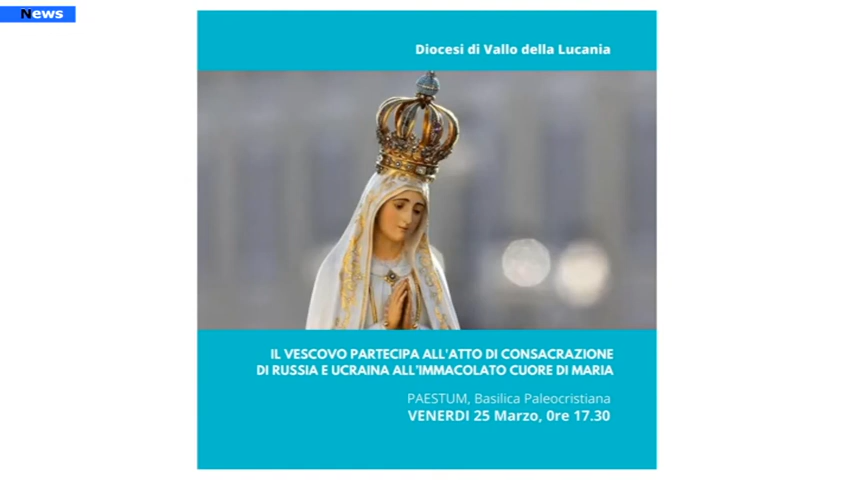 News
Diocesi di Vallo della Lucania
IL VESCOVO PARTECIPA ALL'ATTO DI CONSACRAZIONE
DI RUSSIA E UCRAINA ALL'IMMACOLATO CUORE DI MARIA
PAESTUM, Basilica Paleocristiana
VENERDI 25 Marzo, 0re 17.30